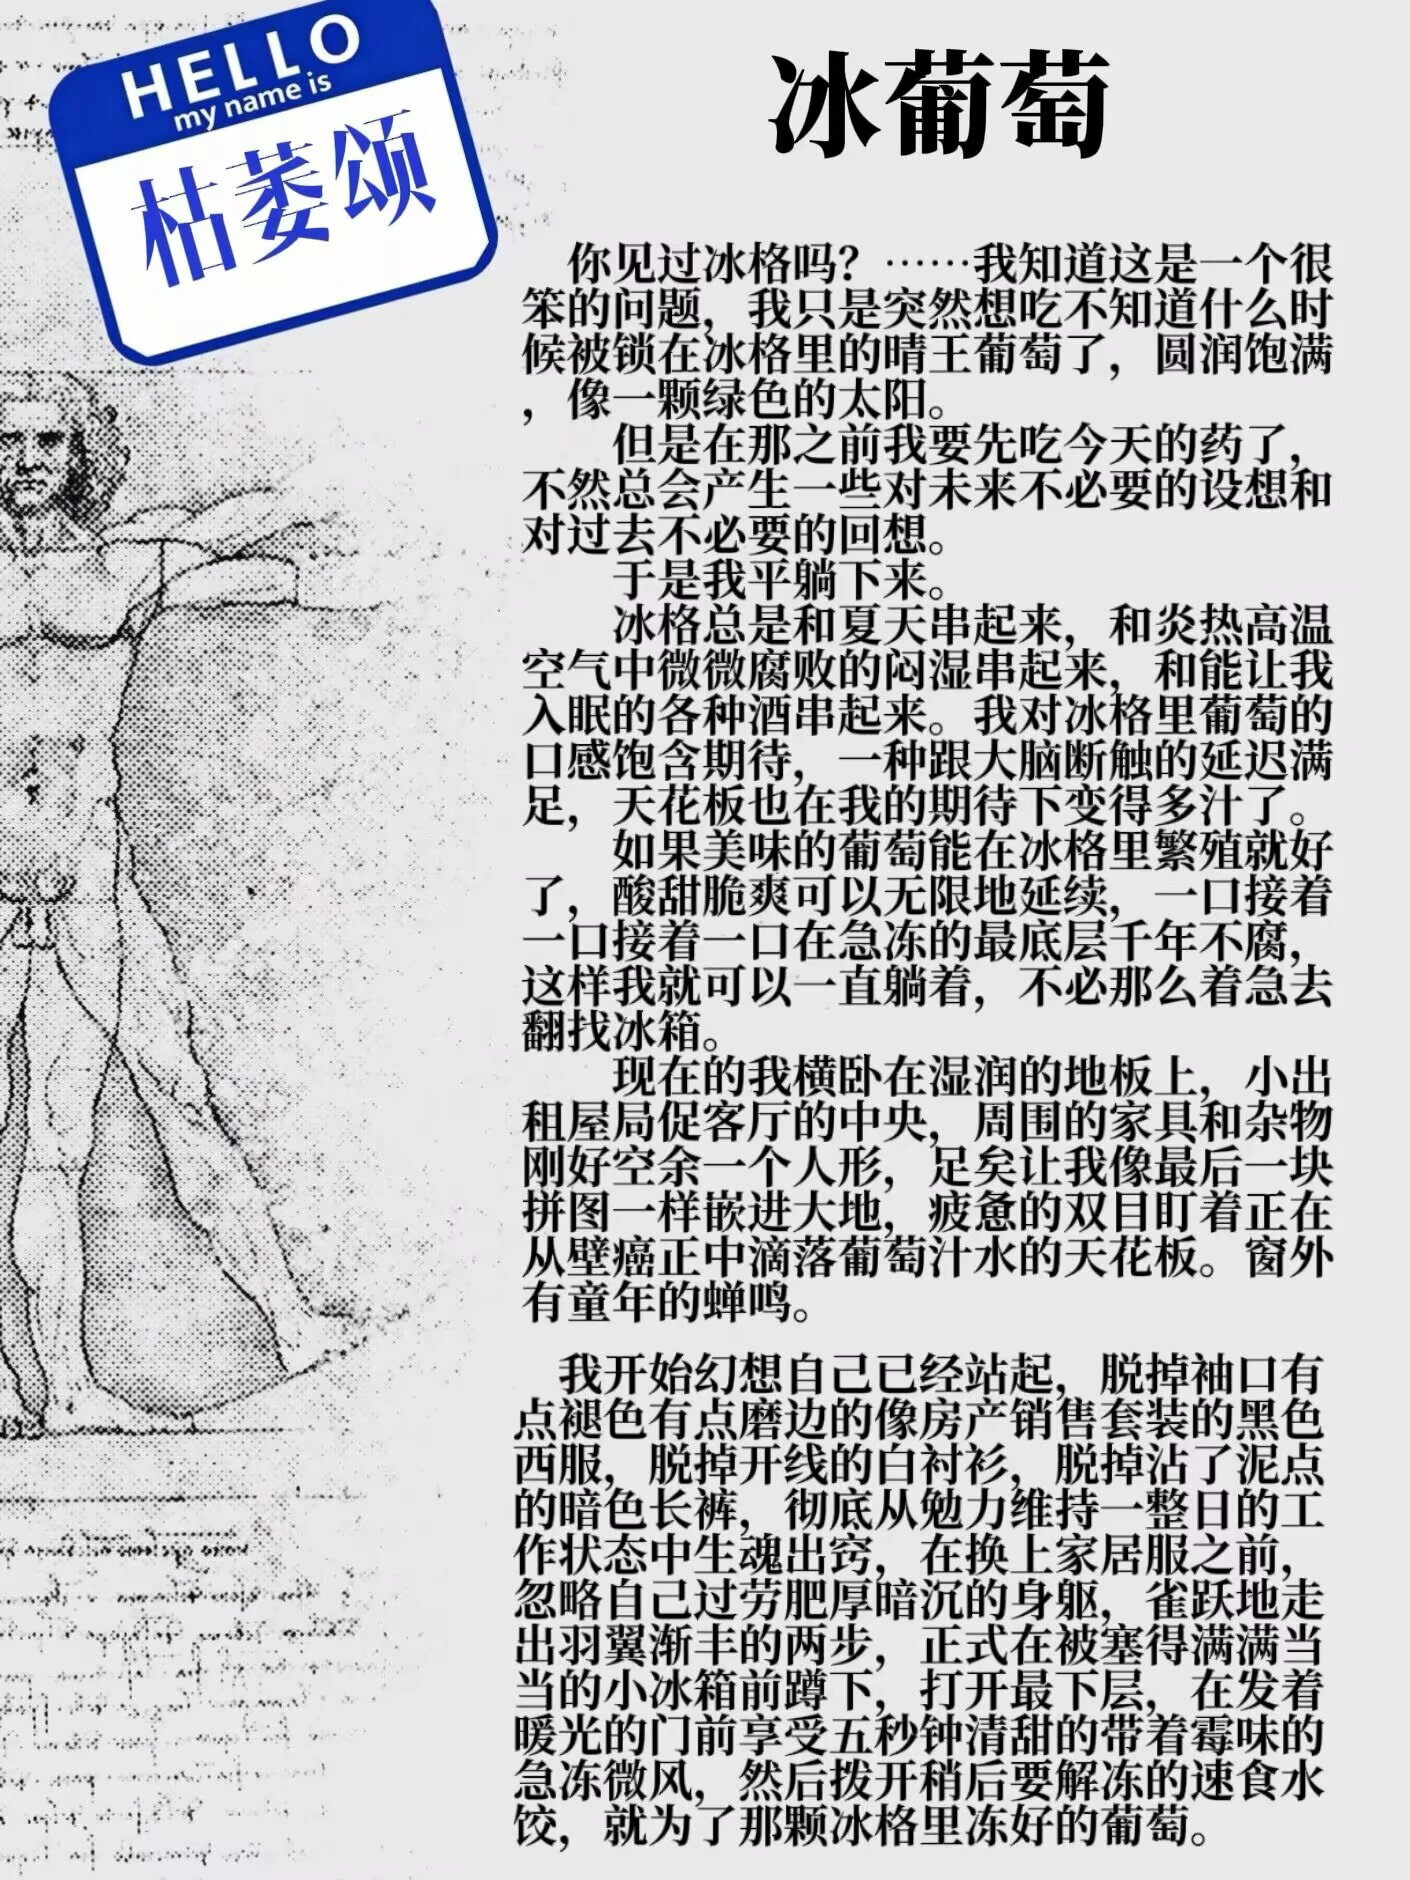 HELLO
my name is
枯萎颂
冰葡萄
你见过冰格吗？……我知道这是一个很
笨的问题，我只是突然想吃不知道什么时
候被锁在冰格里的晴王葡萄了，圆润饱满
，像一颗绿色的太阳。
但是在那之前我要先吃今天的药了，
不然总会产生一些对未来不必要的设想和
对过去不必要的回想。
于是我平躺下来。
冰格总是和夏天串起来，和炎热高温
空气中微微腐败的闷湿串起来，和能让我
入眠的各种酒串起来。我对冰格里葡萄的
口感饱含期待，一种跟大脑断触的延迟满
足，天花板也在我的期待下变得多汁了。
如果美味的葡萄能在冰格里繁殖就好
了，酸甜脆爽可以无限地延续，一口接着
一口接着一口在急冻的最底层千年不腐，
这样我就可以一直躺着，不必那么着急去
翻找冰箱。
现在的我横卧在湿润的地板上，小出
租屋局促客厅的中央，周围的家具和杂物
刚好空余一个人形，足矣让我像最后一块
拼图一样嵌进大地，疲惫的双目盯着正在
从壁癌正中滴落葡萄汁水的天花板。窗外
有童年的蝉鸣。
我开始幻想自己已经站起，脱掉袖口有
点褪色有点磨边的像房产销售套装的黑色
西服，脱掉开线的白衬衫，脱掉沾了泥点
的暗色长裤，彻底从勉力维持一整日的工
作状态中生魂出窍，在换上家居服之前，
忽略自己过劳肥厚暗沉的身躯，雀跃地走
出羽翼渐丰的两步，正式在被塞得满满当
当的小冰箱前蹲下，打开最下层，在发着
暖光的门前享受五秒钟清甜的带着霉味的
急冻微风，然后拨开稍后要解冻的速食水
饺，就为了那颗冰格里冻好的葡萄。